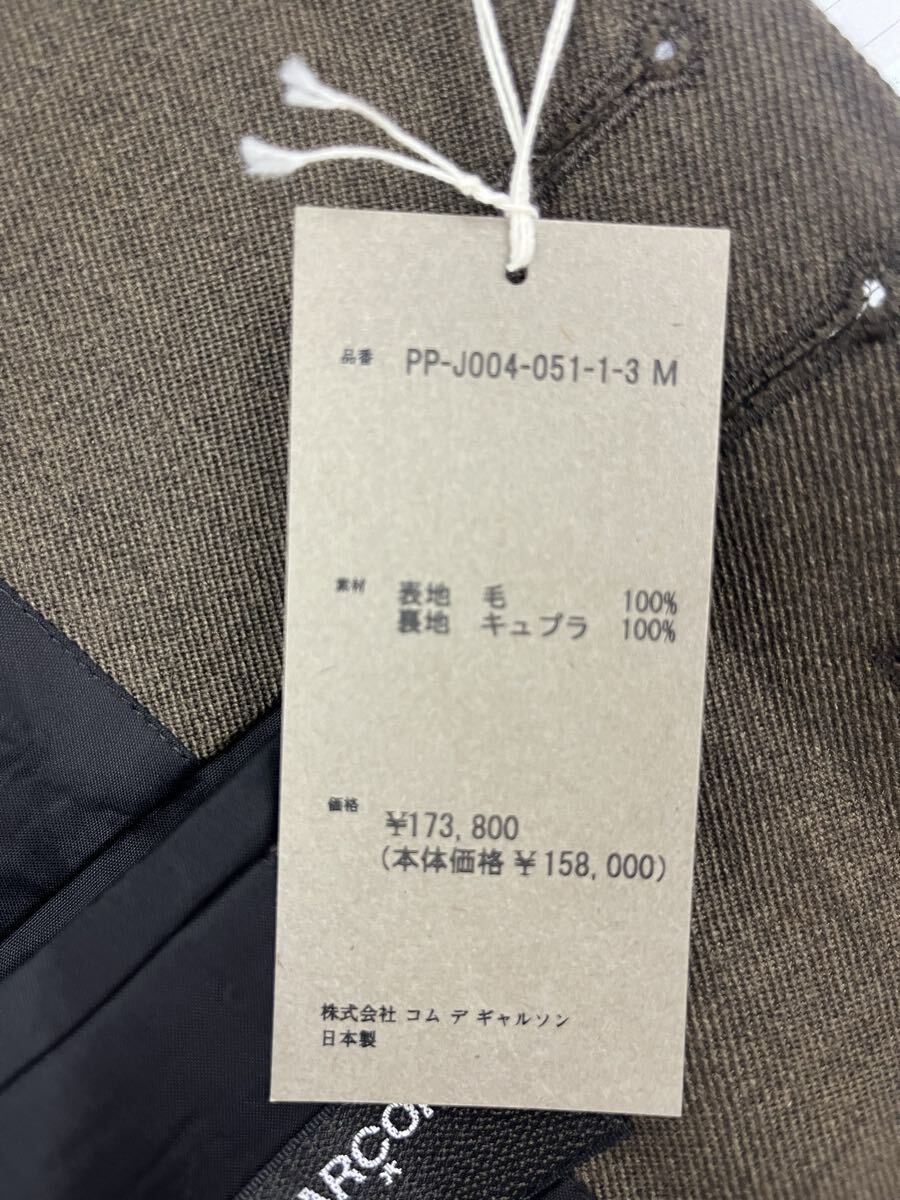 品番 PP-J004-051-1-3 M
素材 表地 毛 100%
裏地 キュプラ 100%
価格
¥173,800
(本体価格 ¥158,000)
株式会社 コム デ ギャルソン
日本製
ARCO